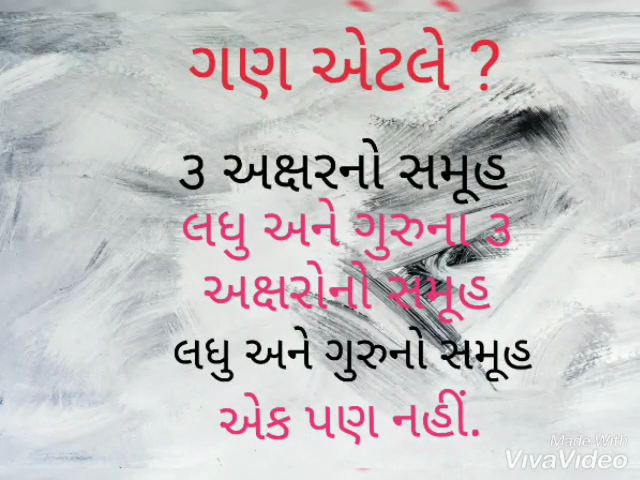 ગણ એટલે ?
૩ અક્ષરનો સમૂહ
લઘુ અને ગુરુના ૩
અક્ષરોનો સમૂહ
લઘુ અને ગુરુનો સમૂહ
એક પણ નહીં.
Made With
VivaVideo